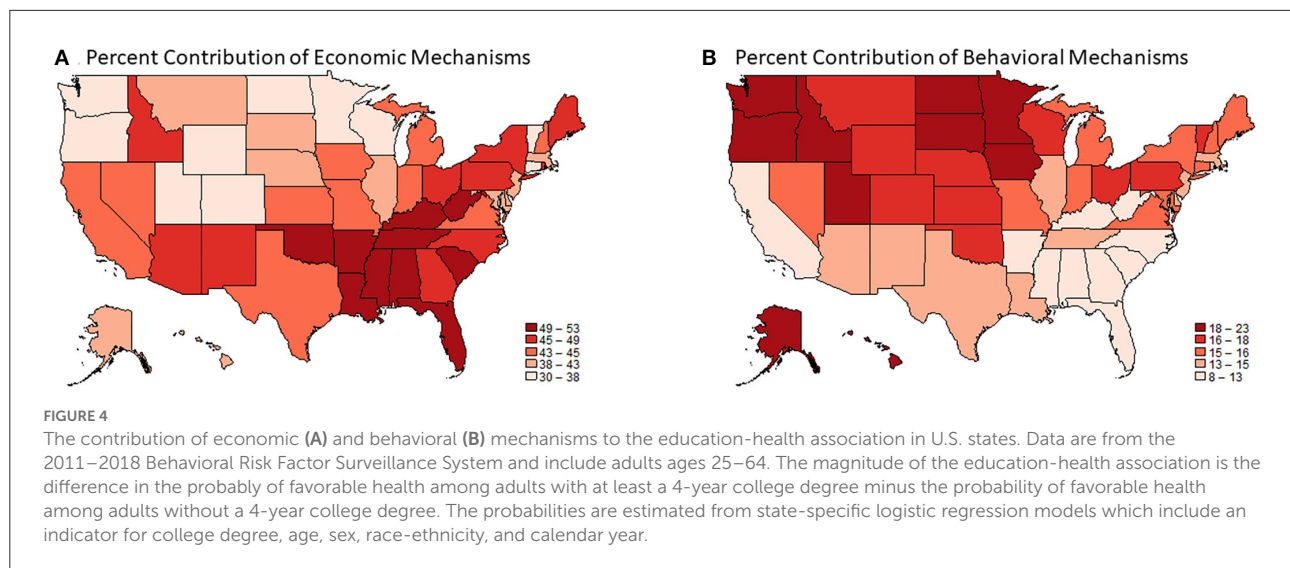 A Percent Contribution of Economic Mechanisms
49 – 53
45 – 49
43 – 45
38 – 43
30 – 38
B Percent Contribution of Behavioral Mechanisms
18 – 23
16 – 18
15 – 16
13 – 15
8 – 13
FIGURE 4
The contribution of economic (A) and behavioral (B) mechanisms to the education-health association in U.S. states. Data are from the
2011–2018 Behavioral Risk Factor Surveillance System and include adults ages 25–64. The magnitude of the education-health association is the
difference in the probably of favorable health among adults with at least a 4-year college degree minus the probability of favorable health
among adults without a 4-year college degree. The probabilities are estimated from state-specific logistic regression models which include an
indicator for college degree, age, sex, race-ethnicity, and calendar year.